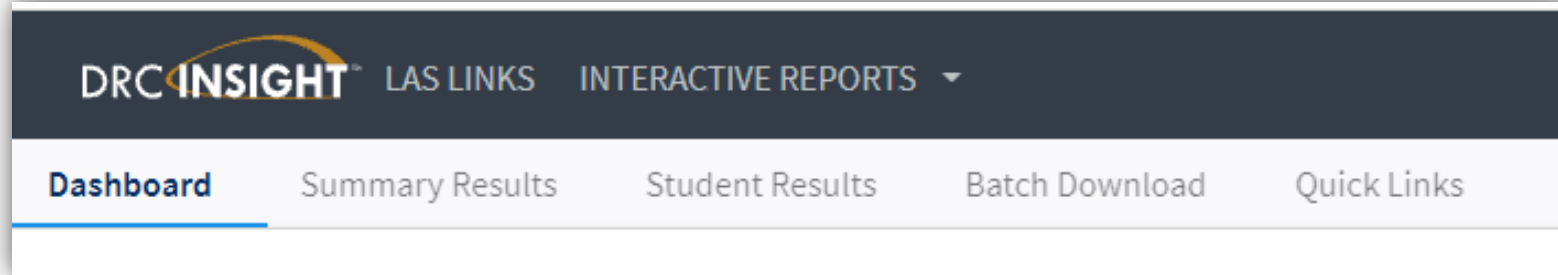 DRC INSIGHT™ LAS LINKS INTERACTIVE REPORTS
Dashboard Summary Results Student Results Batch Download Quick Links